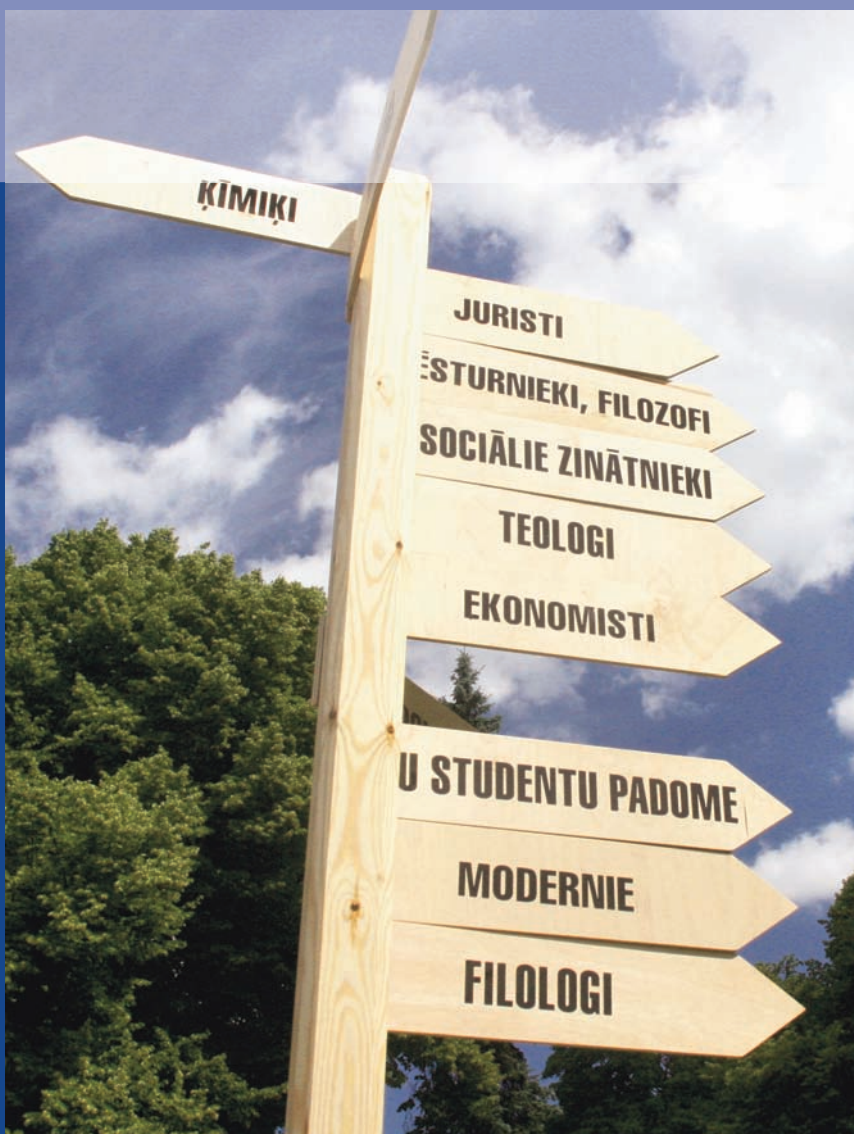 ĶĪMIĶI
JURISTI
ĒSTURNIEKI, FILOZOFI
SOCIĀLIE ZINĀTNIEKI
TEOLOGI
EKONOMISTI
U STUDENTU PADOME
MODERNIE
FILOLOGI